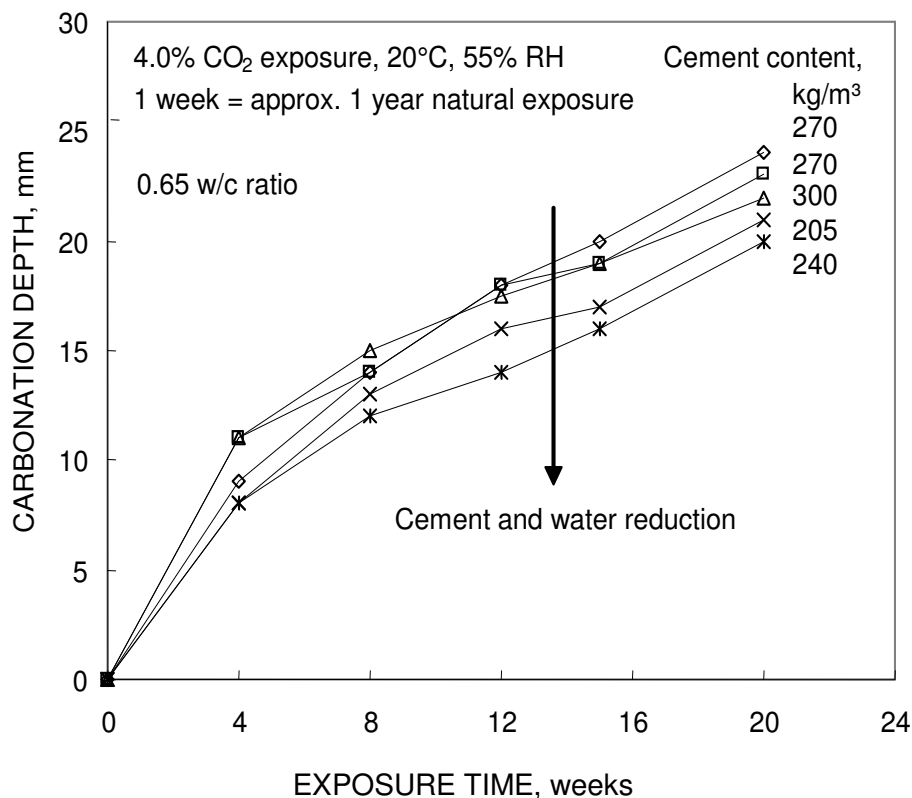 30
25
20
15
10
5
0
CARBONATION DEPTH, mm
4.0% CO₂ exposure, 20°C, 55% RH
1 week = approx. 1 year natural exposure
0.65 w/c ratio
Cement content,
kg/m³
270
270
300
205
240
Cement and water reduction
0 4 8 12 16 20 24
EXPOSURE TIME, weeks